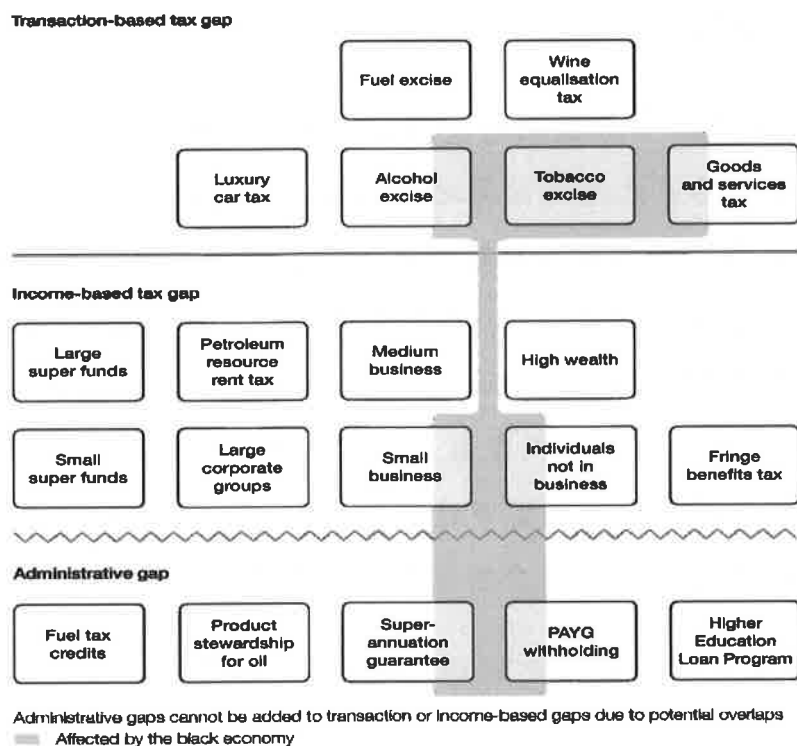 Transaction-based tax gap
Fuel excise
Wine
equalisation
tax
Luxury
car tax
Alcohol
excise
Tobacco
excise
Goods
and services
tax
Income-based tax gap
Large
super funds
Petroleum
resource
rent tax
Medium
business
High wealth
Small
super funds
Large
corporate
groups
Small
business
Individuals
not in
business
Fringe
benefits tax
Administrative gap
Fuel tax
credits
Product
stewardship
for oil
Super-
annuation
guarantee
PAYG
withholding
Higher
Education
Loan Program
Administrative gaps cannot be added to transaction or income-based gaps due to potential overlaps
Affected by the black economy